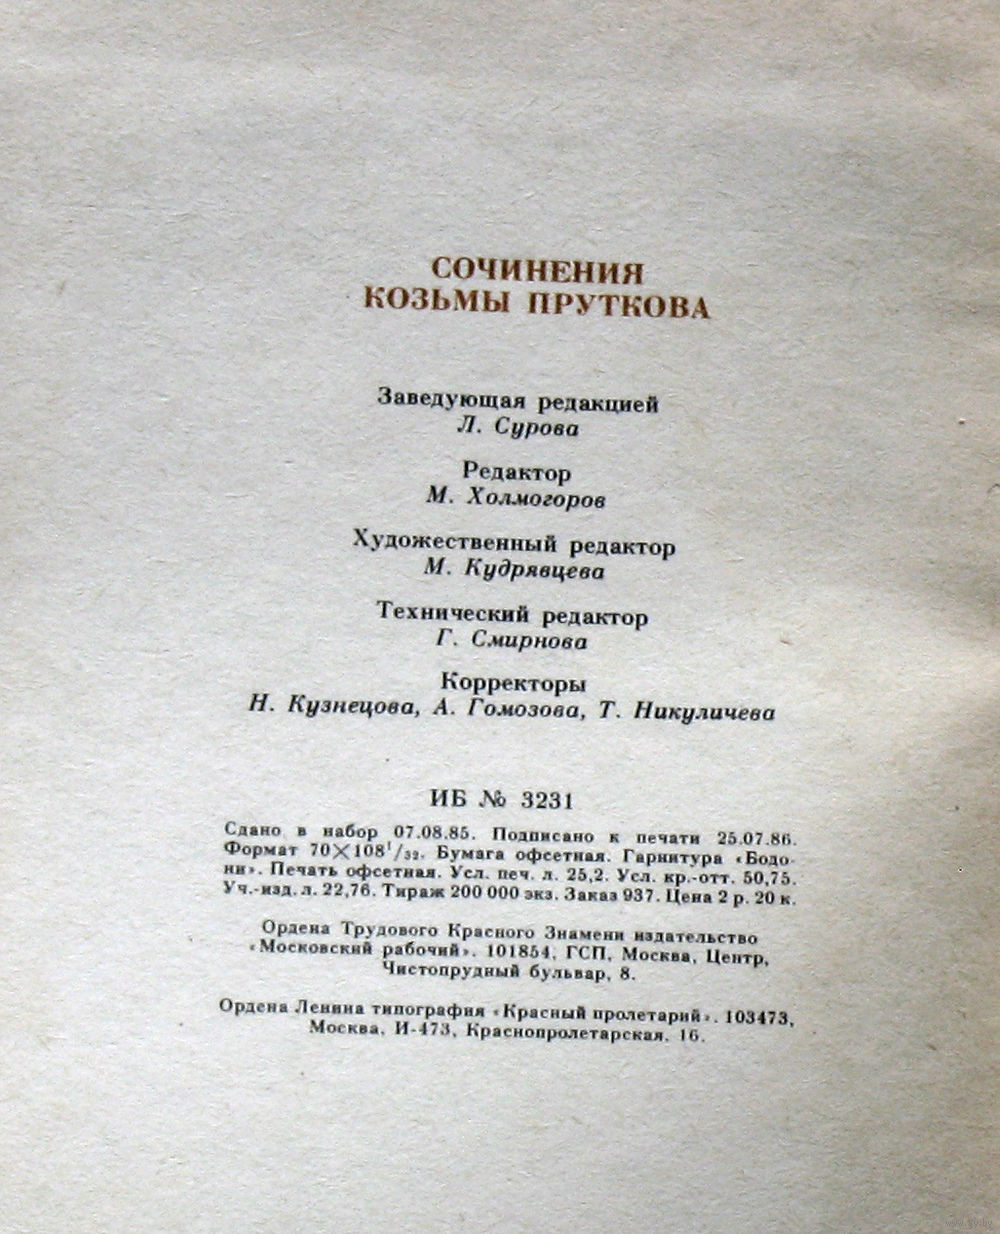 СОЧИНЕНИЯ
КОЗЬМЫ ПРУТКОВА
Заведующая редакцией
Л. Сурова
Редактор
М. Холмогоров
Художественный редактор
М. Кудрявцева
Технический редактор
Г. Смирнова
Корректоры
Н. Кузнецова, А. Гомозова, Т. Никуличева
ИБ № 3231
Сдано в набор 07.08.85. Подписано к печати 25.07.86.
Формат 70×108¹/₃₂. Бумага офсетная. Гарнитура «Бодо-
ни». Печать офсетная. Усл. печ. л. 25,2. Усл. кр.-отт. 50,75.
Уч.-изд. л. 22,76. Тираж 200 000 экз. Заказ 937. Цена 2 р. 20 к.
Ордена Трудового Красного Знамени издательство
«Московский рабочий». 101854, ГСП, Москва, Центр,
Чистопрудный бульвар, 8.
Ордена Ленина типография «Красный пролетарий». 103473,
Москва, И-473, Краснопролетарская, 16.